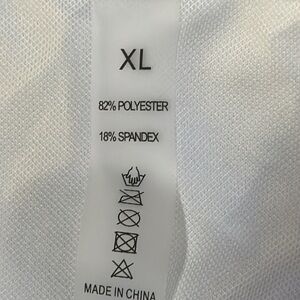 XL
82% POLYESTER
18% SPANDEX
MADE IN CHINA